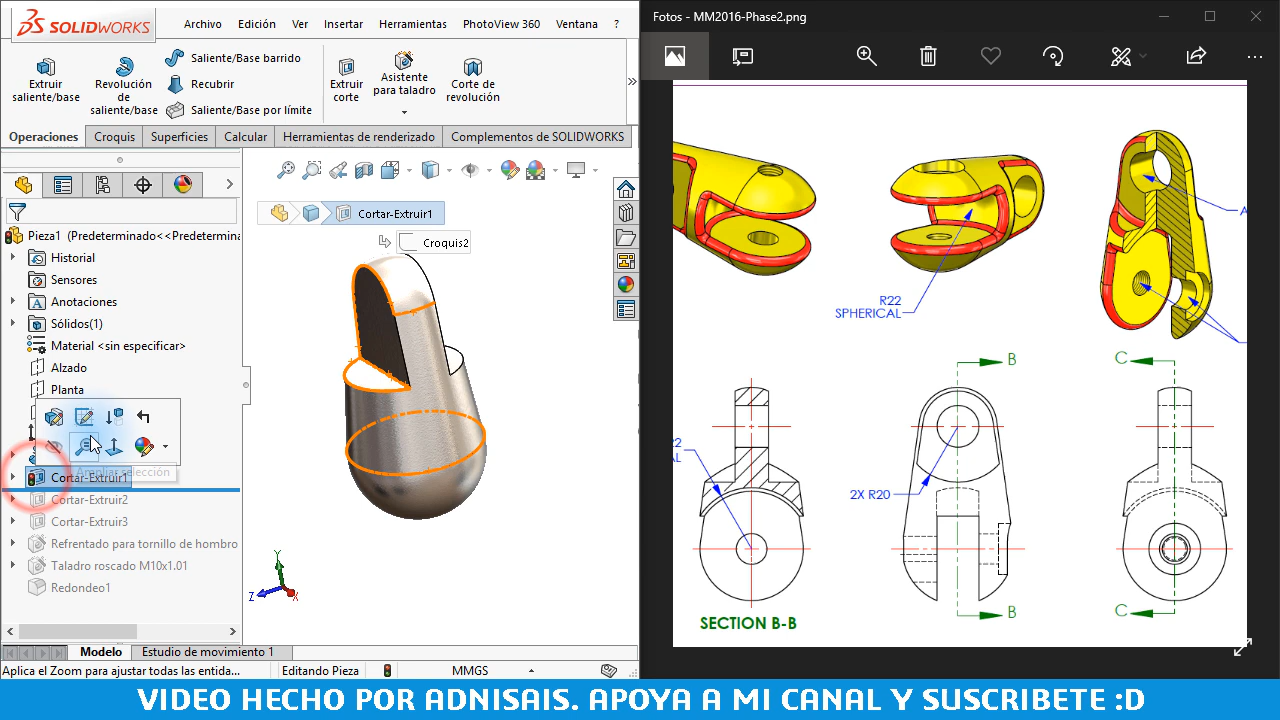 SOLIDWORKS
Archivo Edición Ver Insertar Herramientas PhotoView 360 Ventana ?
Extruir saliente/base
Revolución de saliente/base
Saliente/Base barrido
Recubrir
Saliente/Base por límite
Extruir corte
Asistente para taladro
Corte de revolución
Operaciones Croquis Superficies Calcular Herramientas de renderizado Complementos de SOLIDWORKS
Cortar-Extruir1
Croquis2
Pieza1 (Predeterminado<<Predetermina
Historial
Sensores
Anotaciones
Sólidos(1)
Material <sin especificar>
Alzado
Planta
Ampliar selección
Cortar-Extruir1
Cortar-Extruir2
Cortar-Extruir3
Refrentado para tornillo de hombro
Taladro roscado M10x1.01
Redondeo1
Y
Z
X
Modelo Estudio de movimiento 1
Aplica el Zoom para ajustar todas las entida... Editando Pieza MMGS
Fotos - MM2016-Phase2.png
R22
SPHERICAL
A
B
C
2X R20
B
C
SECTION B-B
VIDEO HECHO POR ADNISAIS. APOYA A MI CANAL Y SUSCRIBETE :D